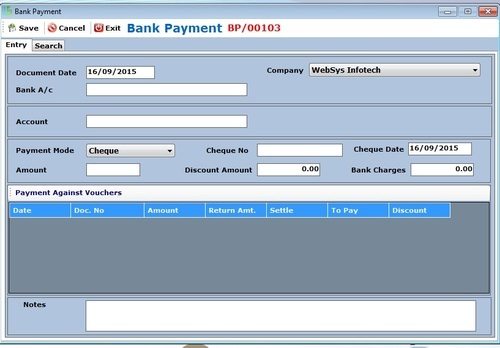 Bank Payment
Save Cancel Exit Bank Payment BP/00103
Entry Search
Document Date 16/09/2015 Company WebSys Infotech
Bank A/c
Account
Payment Mode Cheque Cheque No Cheque Date 16/09/2015
Amount Discount Amount 0.00 Bank Charges 0.00
Payment Against Vouchers
Date Doc. No Amount Return Amt. Settle To Pay Discount
Notes